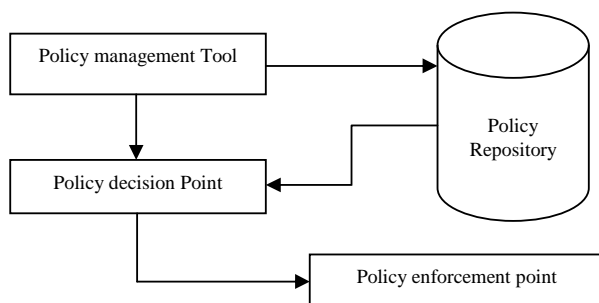 Policy management Tool
Policy
Repository
Policy decision Point
Policy enforcement point